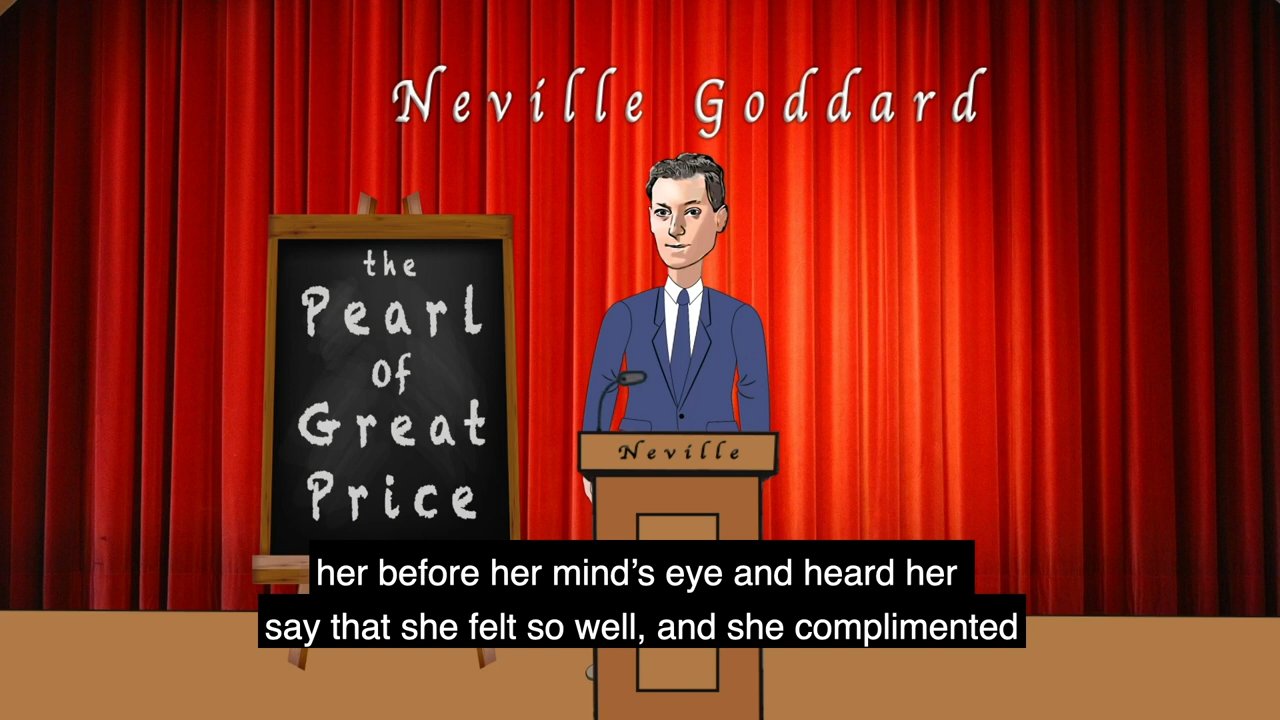 Neville Goddard
the
Pearl
of
Great
Price
Neville
her before her mind’s eye and heard her
say that she felt so well, and she complimented